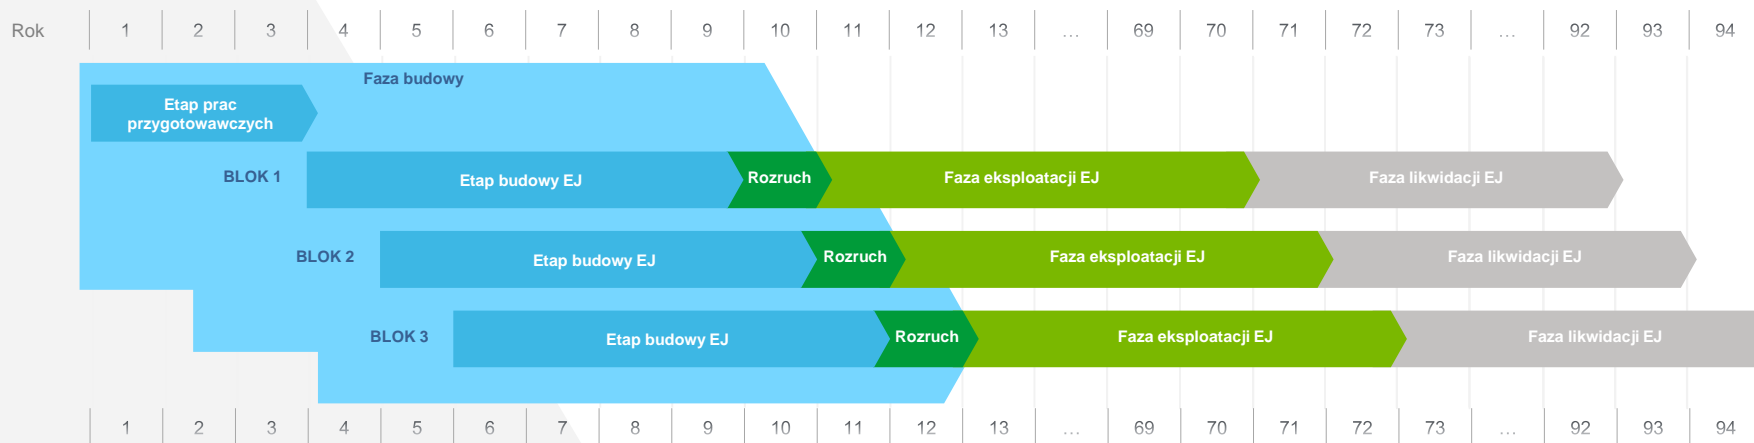 Rok 1 2 3 4 5 6 7 8 9 10 11 12 13 ... 69 70 71 72 73 ... 92 93 94
Faza budowy
Etap prac
przygotowawczych
BLOK 1 Etap budowy EJ Rozruch Faza eksploatacji EJ Faza likwidacji EJ
BLOK 2 Etap budowy EJ Rozruch Faza eksploatacji EJ Faza likwidacji EJ
BLOK 3 Etap budowy EJ Rozruch Faza eksploatacji EJ Faza likwidacji EJ
1 2 3 4 5 6 7 8 9 10 11 12 13 ... 69 70 71 72 73 ... 92 93 94